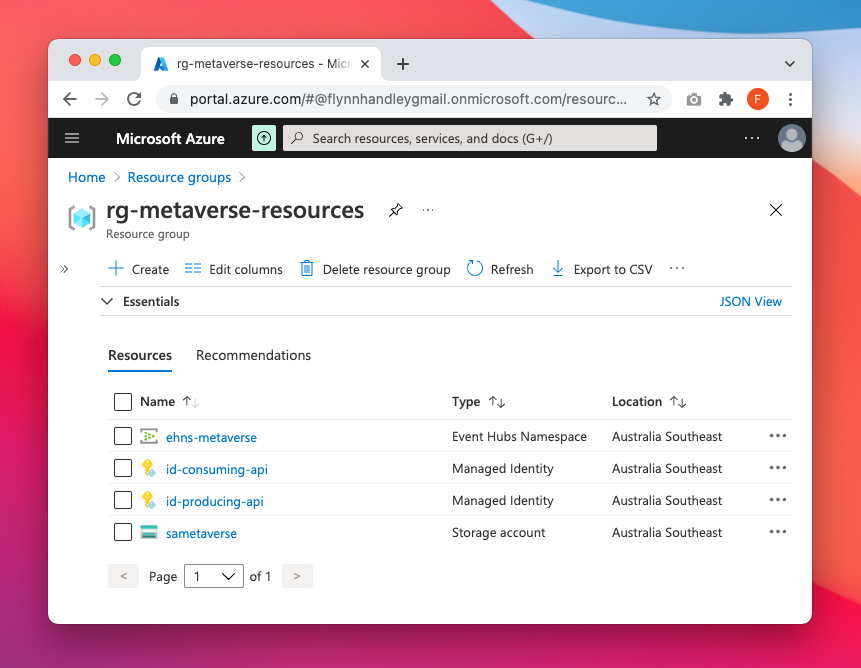 rg-metaverse-resources - Micr
portal.azure.com/#@flynnhandleygmail.onmicrosoft.com/resourc...
F
Microsoft Azure
Search resources, services, and docs (G+/)
Home > Resource groups >
rg-metaverse-resources
Resource group
Create Edit columns Delete resource group Refresh Export to CSV
Essentials JSON View
Resources Recommendations
Name Type Location
ehns-metaverse Event Hubs Namespace Australia Southeast
id-consuming-api Managed Identity Australia Southeast
id-producing-api Managed Identity Australia Southeast
sametaverse Storage account Australia Southeast
< Page 1 of 1 >